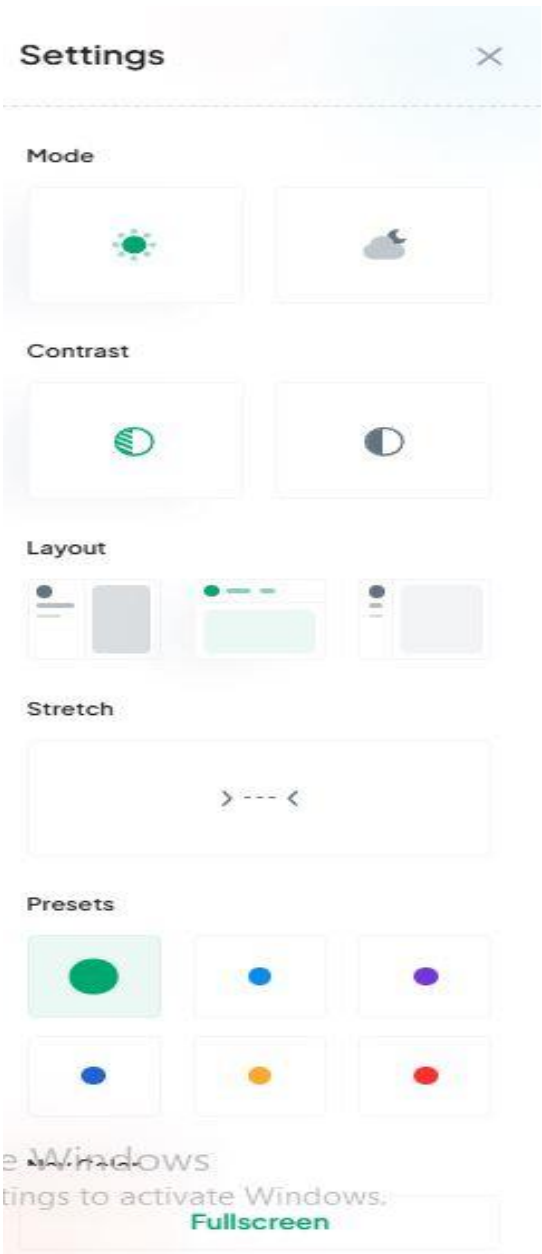 Settings
Mode
Contrast
Layout
Stretch
Presets
e Windows
tings to activate Windows.
Fullscreen